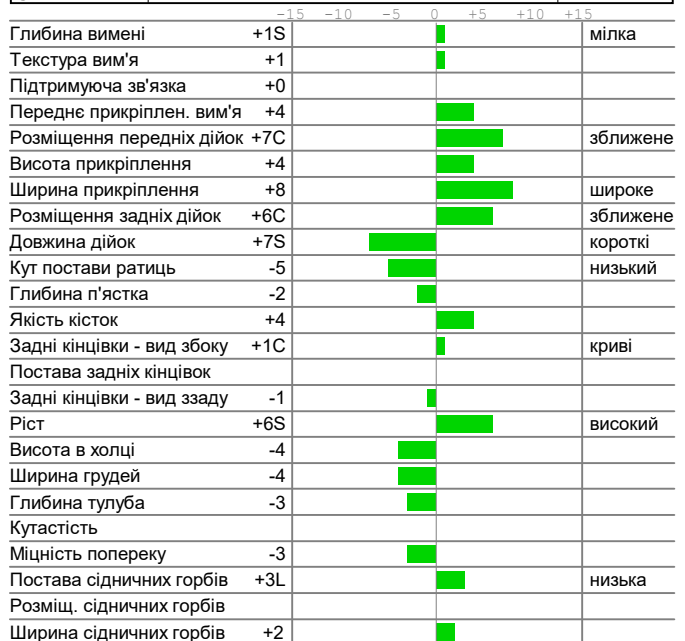 -15 -10 -5 0 +5 +10 +15
Глибина вимені +1S мілка
Текстура вим'я +1
Підтримуюча зв'язка +0
Переднє прикріплен. вим'я +4
Розміщення передніх дійок +7C зближене
Висота прикріплення +4
Ширина прикріплення +8 широке
Розміщення задніх дійок +6C зближене
Довжина дійок +7S короткі
Кут постави ратиць -5 низький
Глибина п'ястка -2
Якість кісток +4
Задні кінцівки - вид збоку +1C криві
Постава задніх кінцівок
Задні кінцівки - вид ззаду -1
Ріст +6S високий
Висота в холці -4
Ширина грудей -4
Глибина тулуба -3
Кутастість
Міцність попереку -3
Постава сідничних горбів +3L низька
Розміщ. сідничних горбів
Ширина сідничних горбів +2